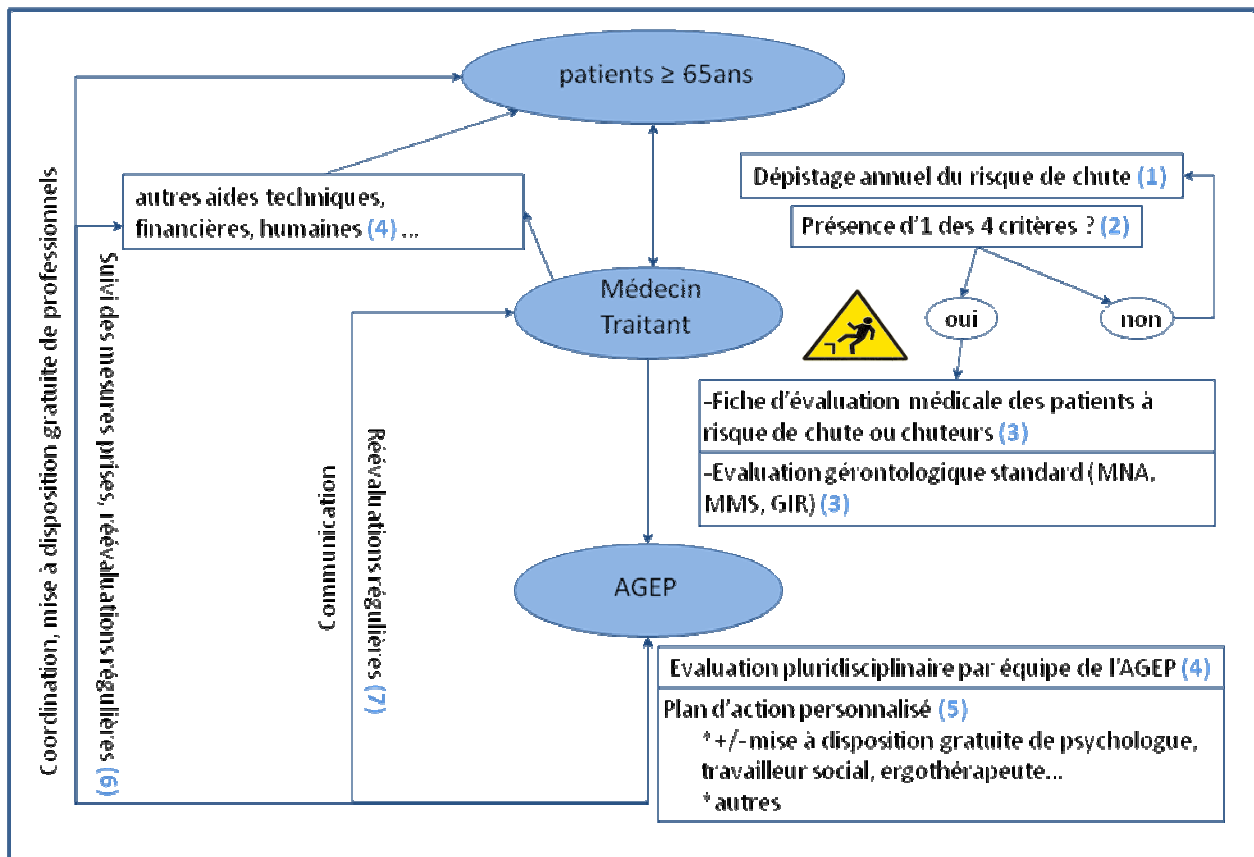 patients ≥ 65ans
autres aides techniques,
financières, humaines (4) ...
Dépistage annuel du risque de chute (1)
Présence d'1 des 4 critères ? (2)
Médecin
Traitant
oui
non
-Fiche d'évaluation médicale des patients à
risque de chute ou chuteurs (3)
-Evaluation gérontologique standard (MNA,
MMS, GIR) (3)
AGEP
Evaluation pluridisciplinaire par équipe de l'AGEP (4)
Plan d'action personnalisé (5)
*+/- mise à disposition gratuite de psychologue,
travailleur social, ergothérapeute...
*autres
Coordination, mise à disposition gratuite de professionnels
Suivi des mesures prises, réévaluations régulières (6)
Communication
Réévaluations régulières (7)